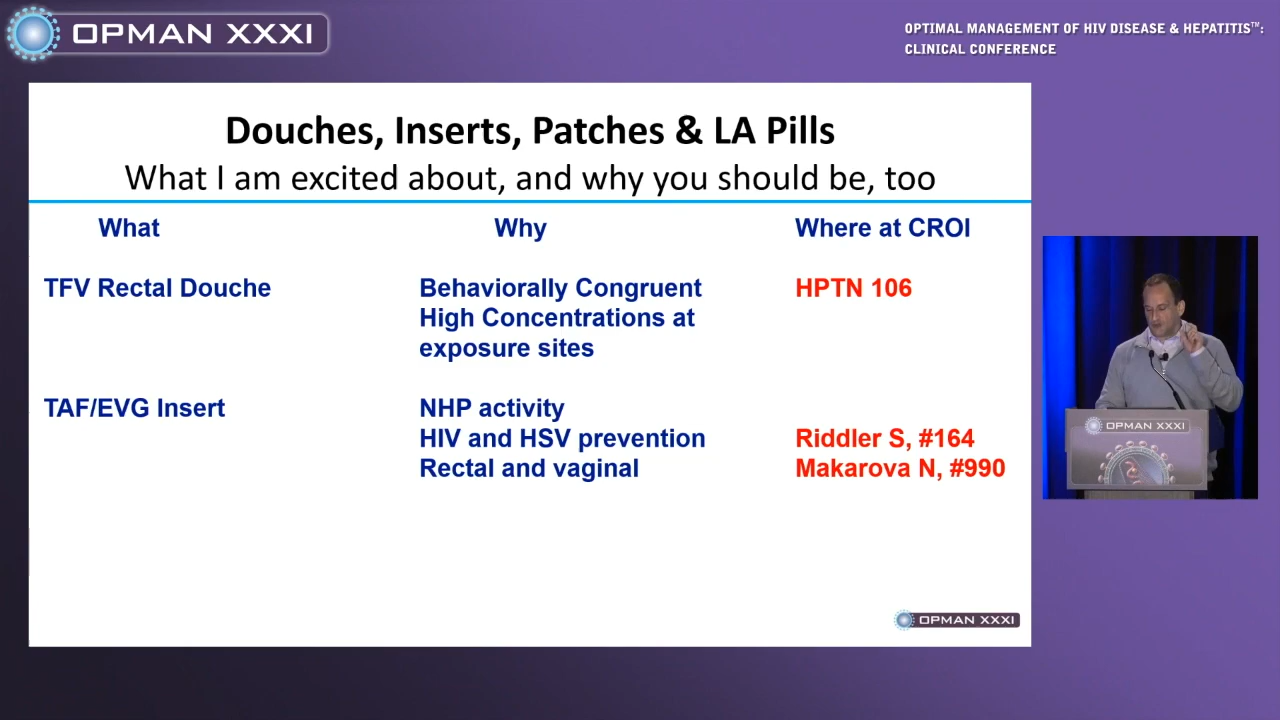 OPMAN XXXI
OPTIMAL MANAGEMENT OF HIV DISEASE & HEPATITIS™:
CLINICAL CONFERENCE
Douches, Inserts, Patches & LA Pills
What I am excited about, and why you should be, too
What Why Where at CROI
TFV Rectal Douche Behaviorally Congruent HPTN 106
High Concentrations at
exposure sites
TAF/EVG Insert NHP activity
HIV and HSV prevention Riddler S, #164
Rectal and vaginal Makarova N, #990
OPMAN XXXI
OPMAN XXXI